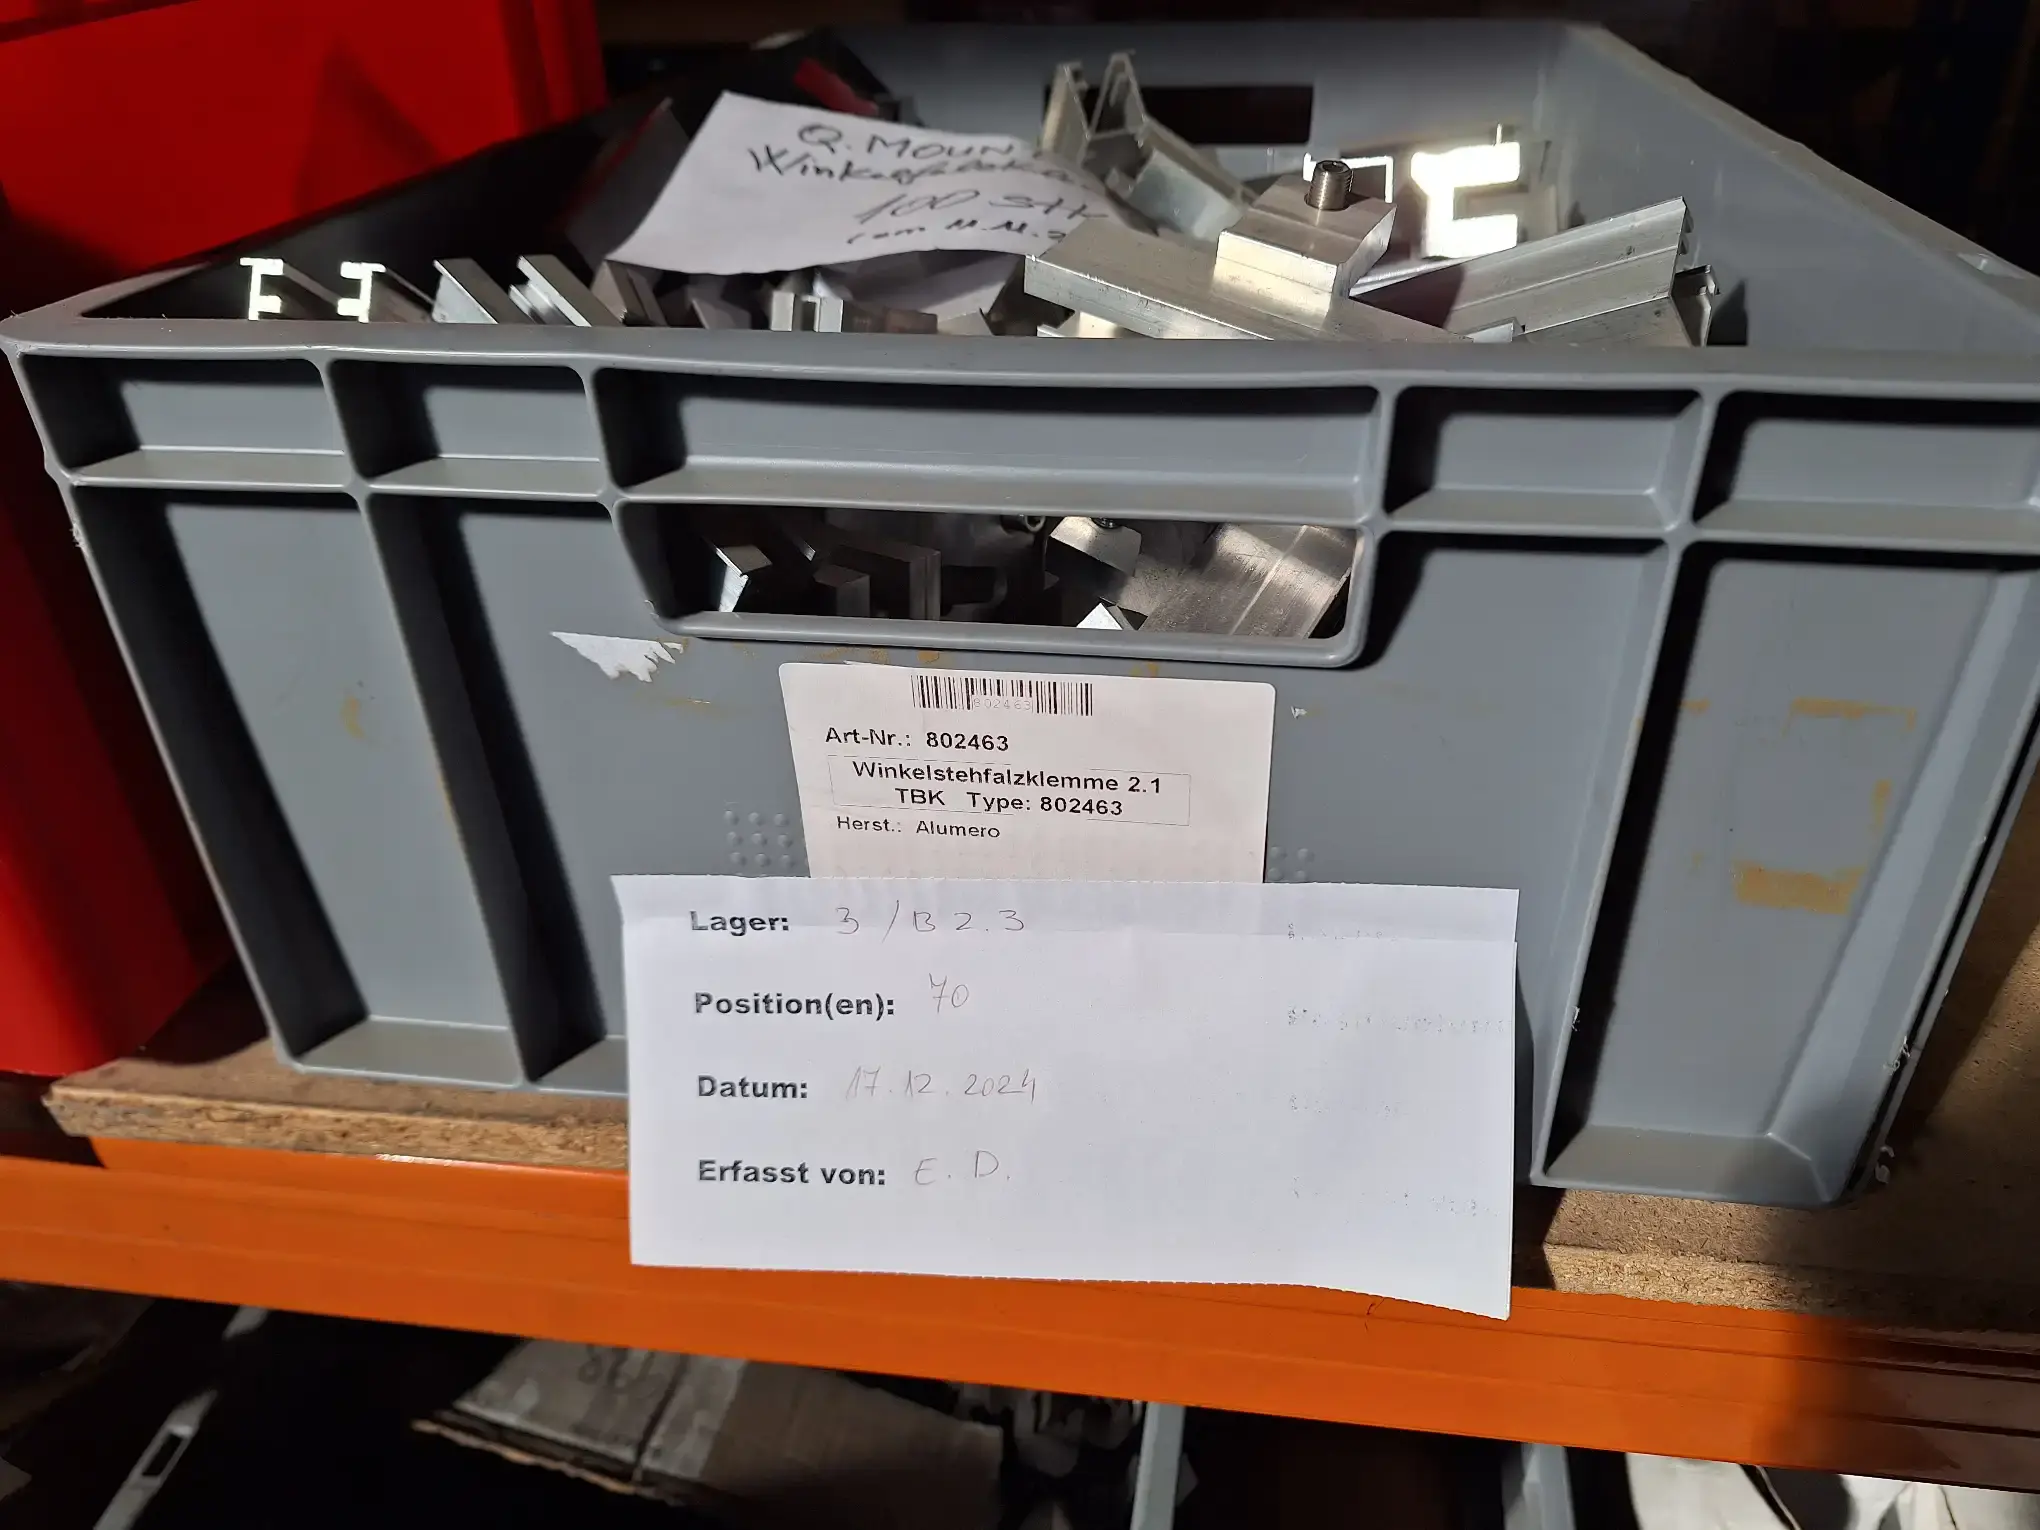 Q. MOUN
100 Stk
802463
Art-Nr.: 802463
Winkelstehfalzklemme 2.1
TBK Type: 802463
Herst.: Alumero
Lager: 3 / B 2.3
Position(en): 70
Datum: 17.12.2024
Erfasst von: E. D.